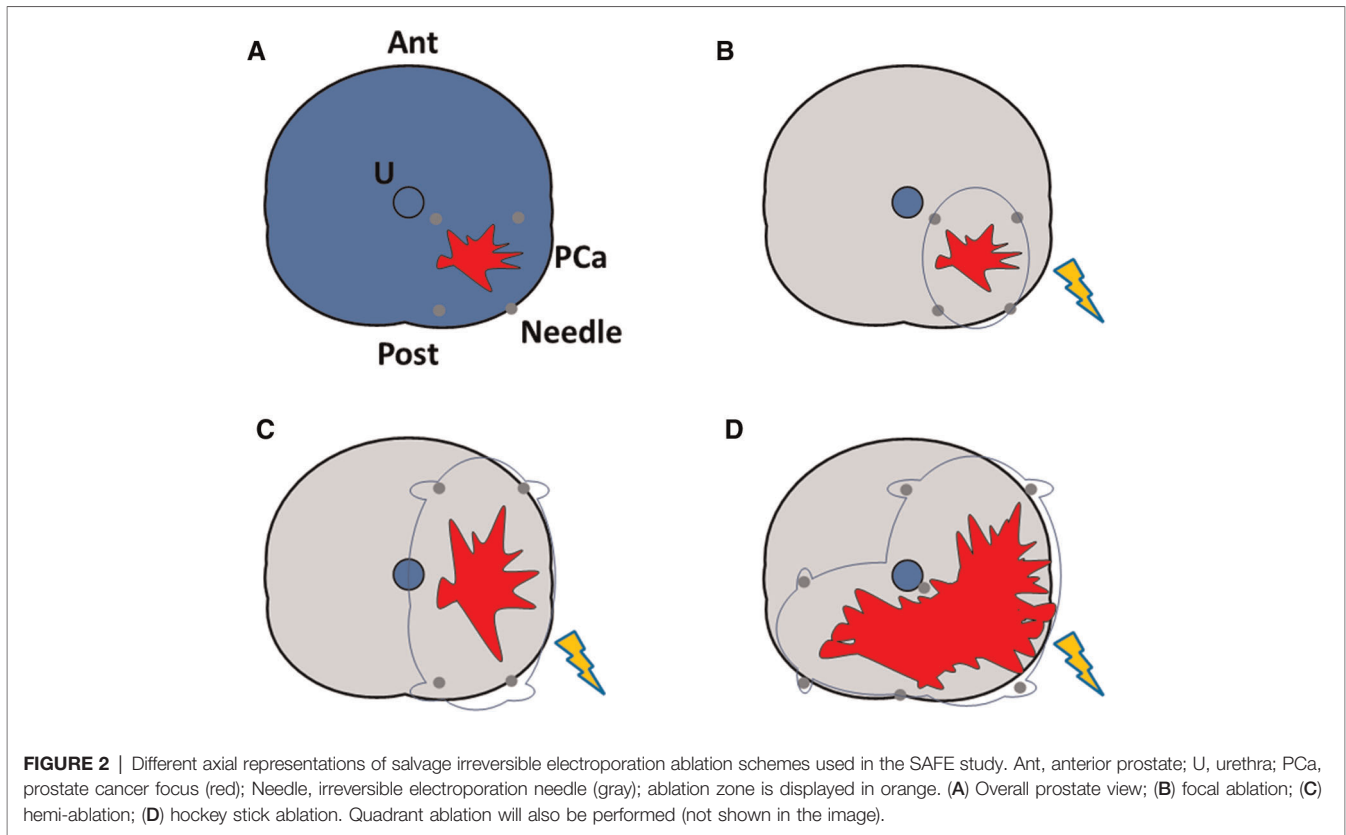 A
Ant
U
PCa
Needle
Post
B
C
D
FIGURE 2 | Different axial representations of salvage irreversible electroporation ablation schemes used in the SAFE study. Ant, anterior prostate; U, urethra; PCa,
prostate cancer focus (red); Needle, irreversible electroporation needle (gray); ablation zone is displayed in orange. (A) Overall prostate view; (B) focal ablation; (C)
hemi-ablation; (D) hockey stick ablation. Quadrant ablation will also be performed (not shown in the image).